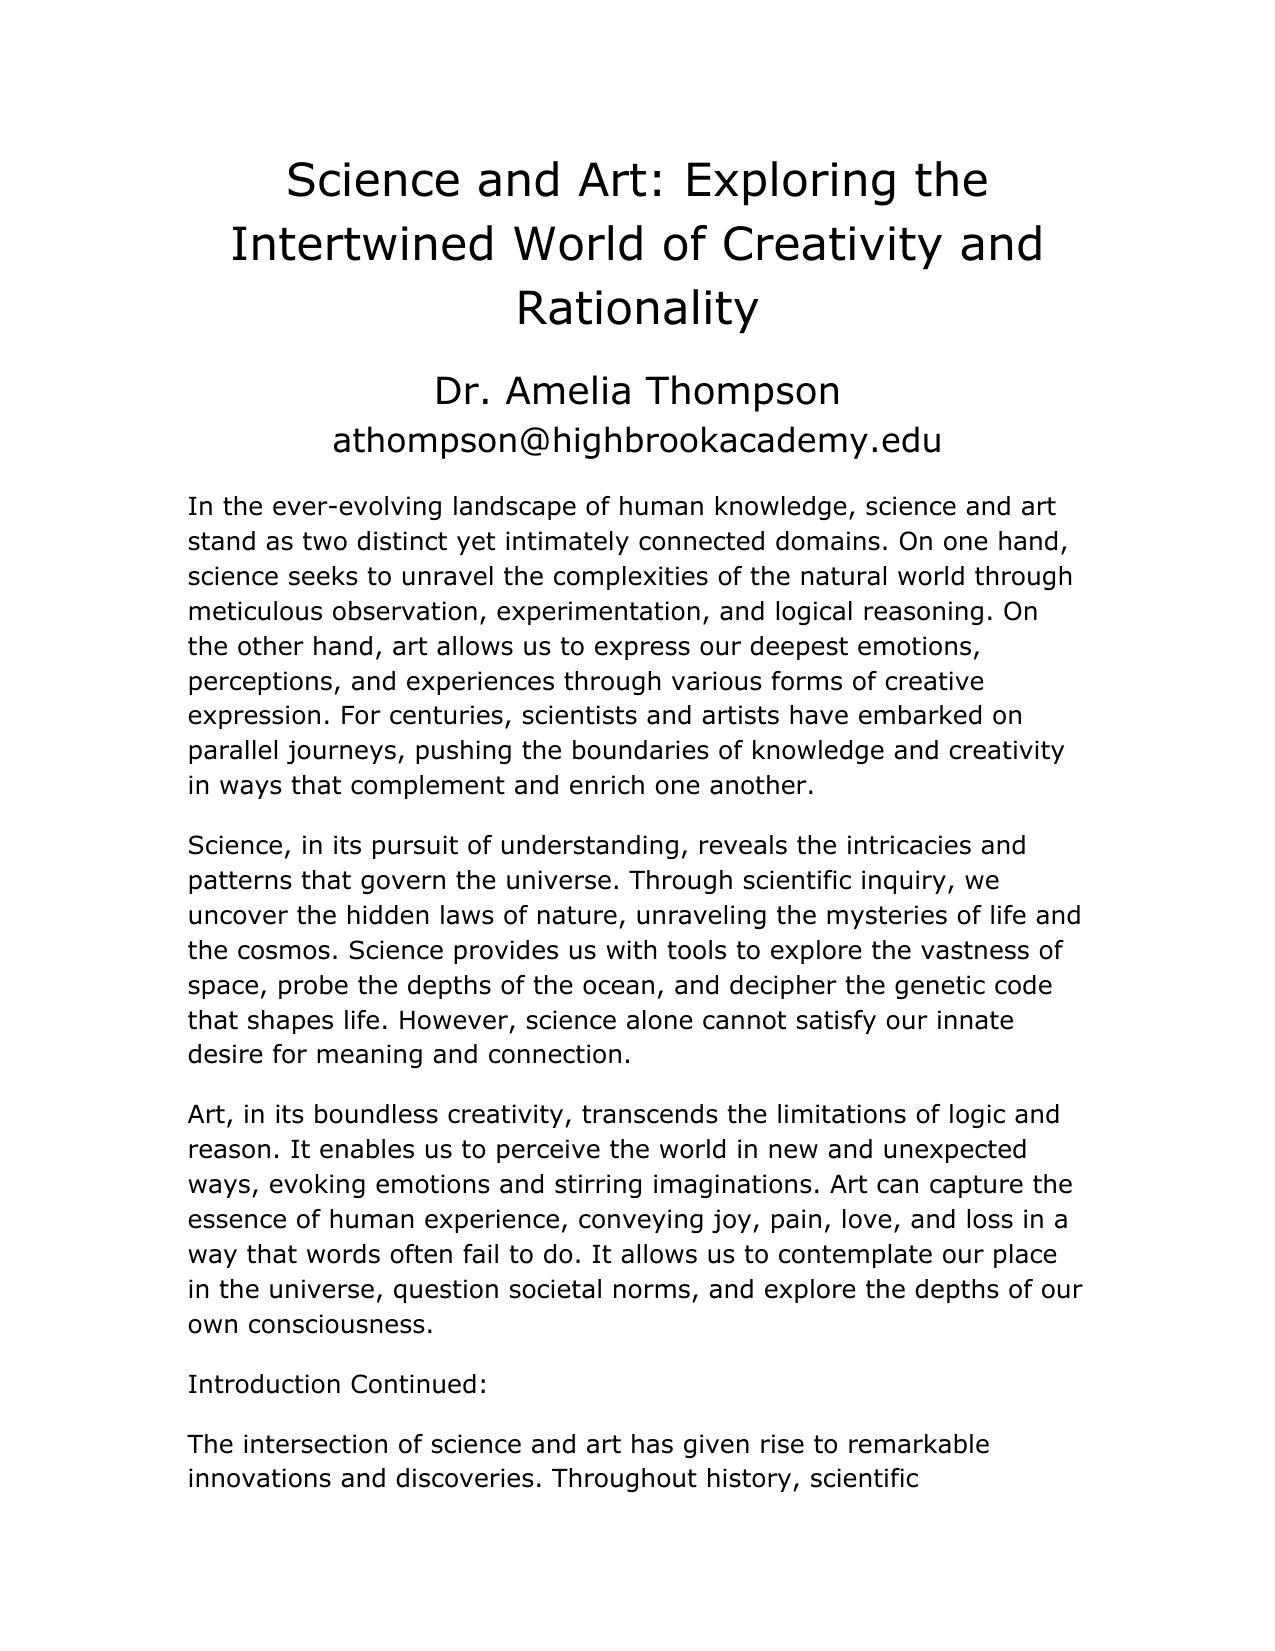 Science and Art: Exploring the
Intertwined World of Creativity and
Rationality
Dr. Amelia Thompson
athompson@highbrookacademy.edu
In the ever-evolving landscape of human knowledge, science and art
stand as two distinct yet intimately connected domains. On one hand,
science seeks to unravel the complexities of the natural world through
meticulous observation, experimentation, and logical reasoning. On
the other hand, art allows us to express our deepest emotions,
perceptions, and experiences through various forms of creative
expression. For centuries, scientists and artists have embarked on
parallel journeys, pushing the boundaries of knowledge and creativity
in ways that complement and enrich one another.
Science, in its pursuit of understanding, reveals the intricacies and
patterns that govern the universe. Through scientific inquiry, we
uncover the hidden laws of nature, unraveling the mysteries of life and
the cosmos. Science provides us with tools to explore the vastness of
space, probe the depths of the ocean, and decipher the genetic code
that shapes life. However, science alone cannot satisfy our innate
desire for meaning and connection.
Art, in its boundless creativity, transcends the limitations of logic and
reason. It enables us to perceive the world in new and unexpected
ways, evoking emotions and stirring imaginations. Art can capture the
essence of human experience, conveying joy, pain, love, and loss in a
way that words often fail to do. It allows us to contemplate our place
in the universe, question societal norms, and explore the depths of our
own consciousness.
Introduction Continued:
The intersection of science and art has given rise to remarkable
innovations and discoveries. Throughout history, scientific